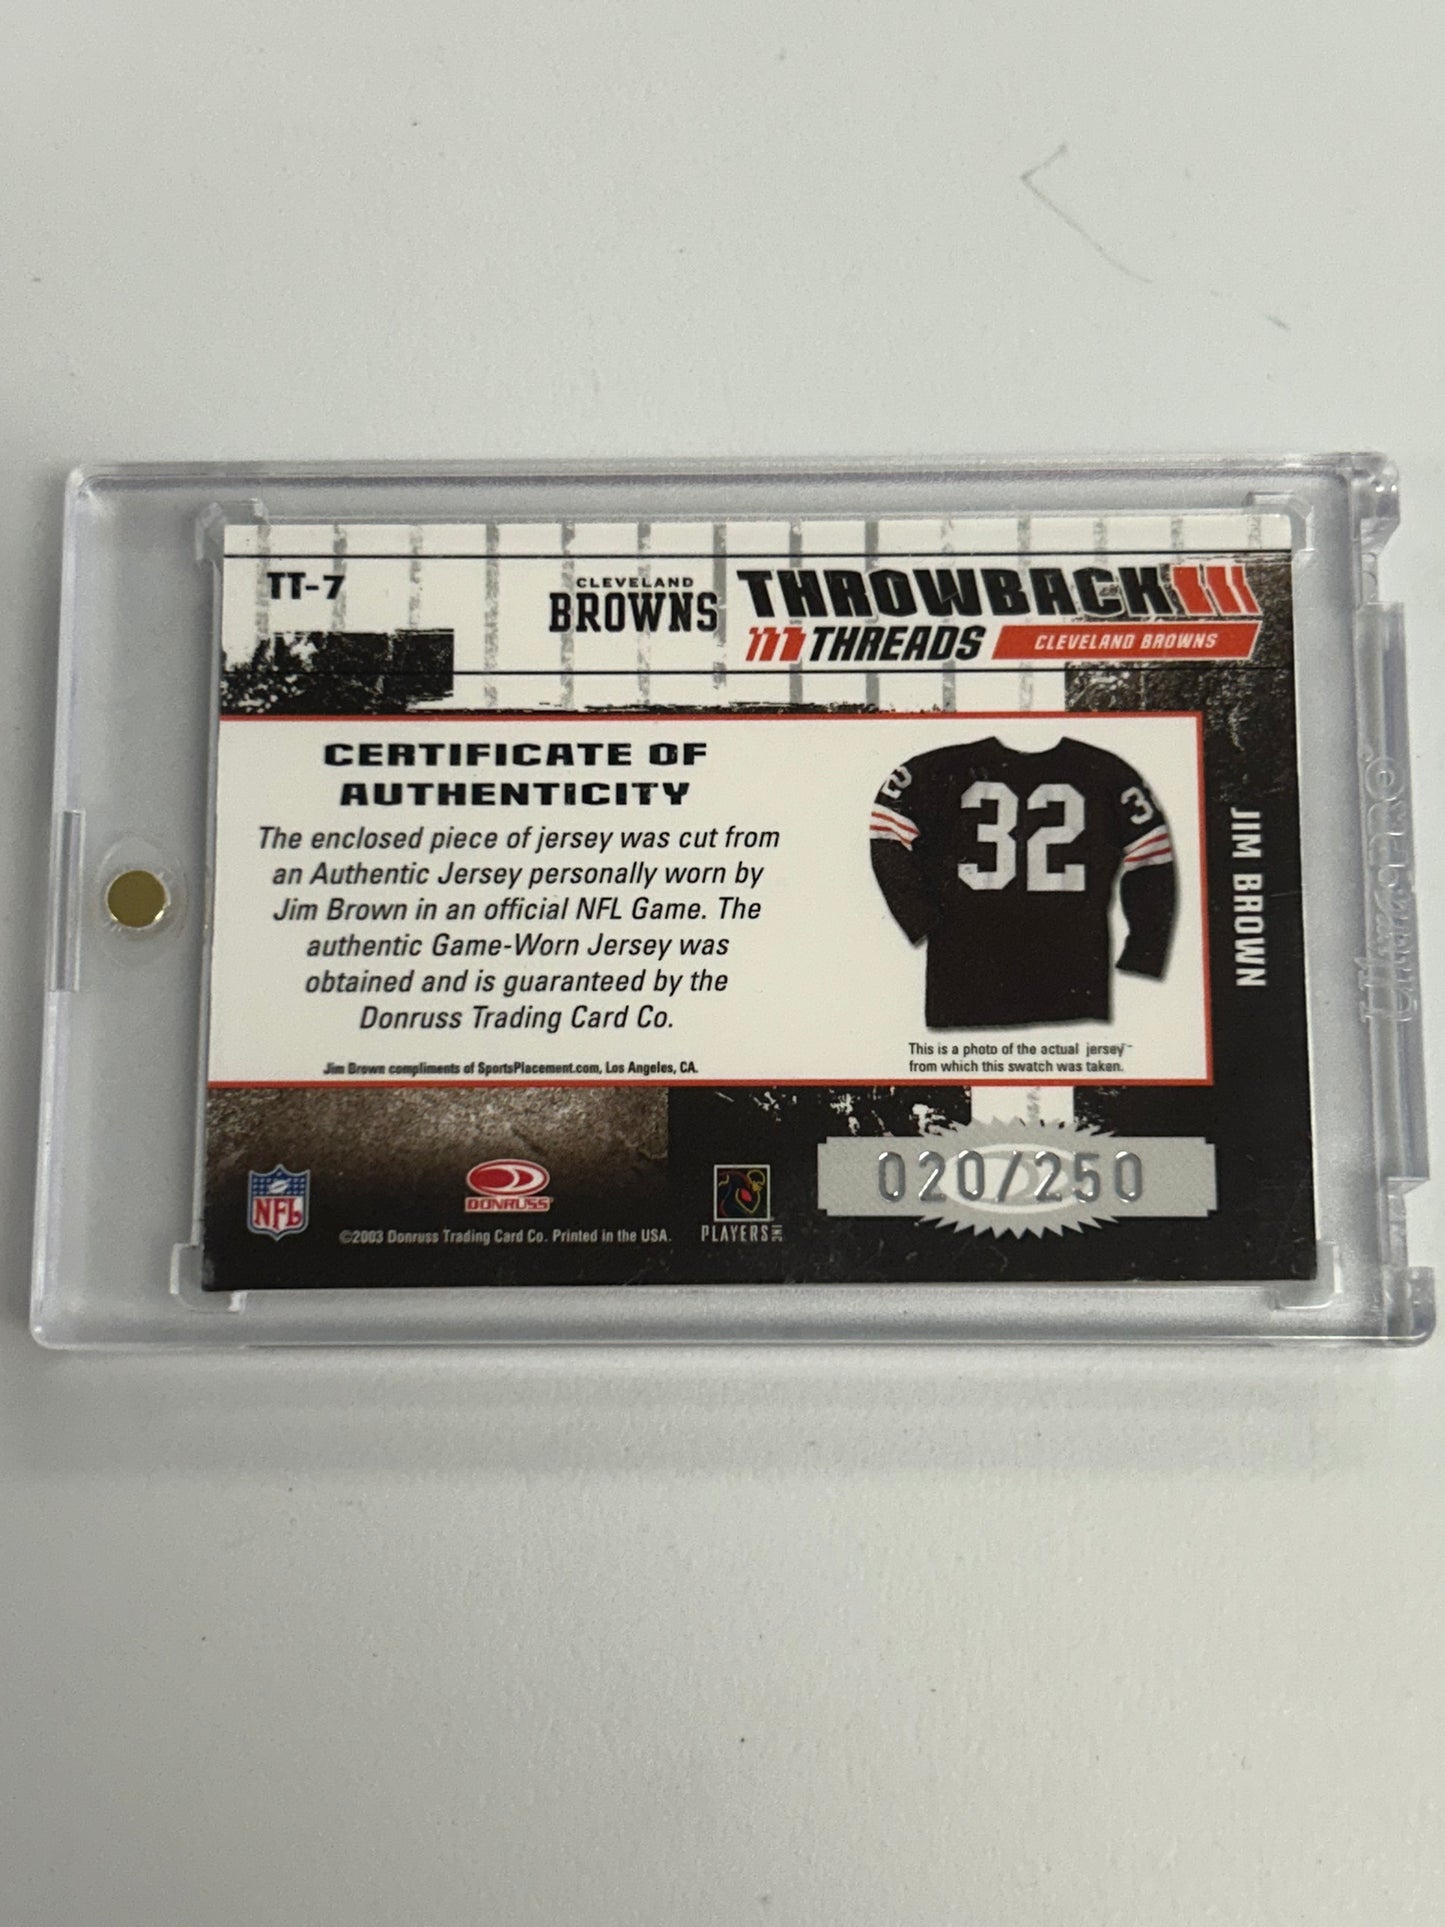 TT-7
CLEVELAND
BROWNS
THROWBACK
THREADS
CLEVELAND BROWNS
CERTIFICATE OF
AUTHENTICITY
The enclosed piece of jersey was cut from
an Authentic Jersey personally worn by
Jim Brown in an official NFL Game. The
authentic Game-Worn Jersey was
obtained and is guaranteed by the
Donruss Trading Card Co.
Jim Brown compliments of SportsPlacement.com, Los Angeles, CA.
32
32
3
This is a photo of the actual jersey
from which this swatch was taken.
JIM BROWN
NFL
DONRUSS
©2003 Donruss Trading Card Co. Printed in the USA.
PLAYERS INC
020/250